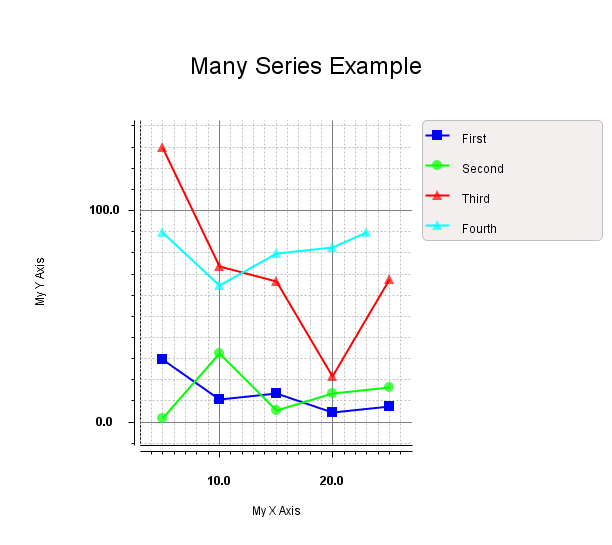 Many Series Example
First
Second
Third
Fourth
100.0
My Y Axis
0.0
10.0 20.0
My X Axis